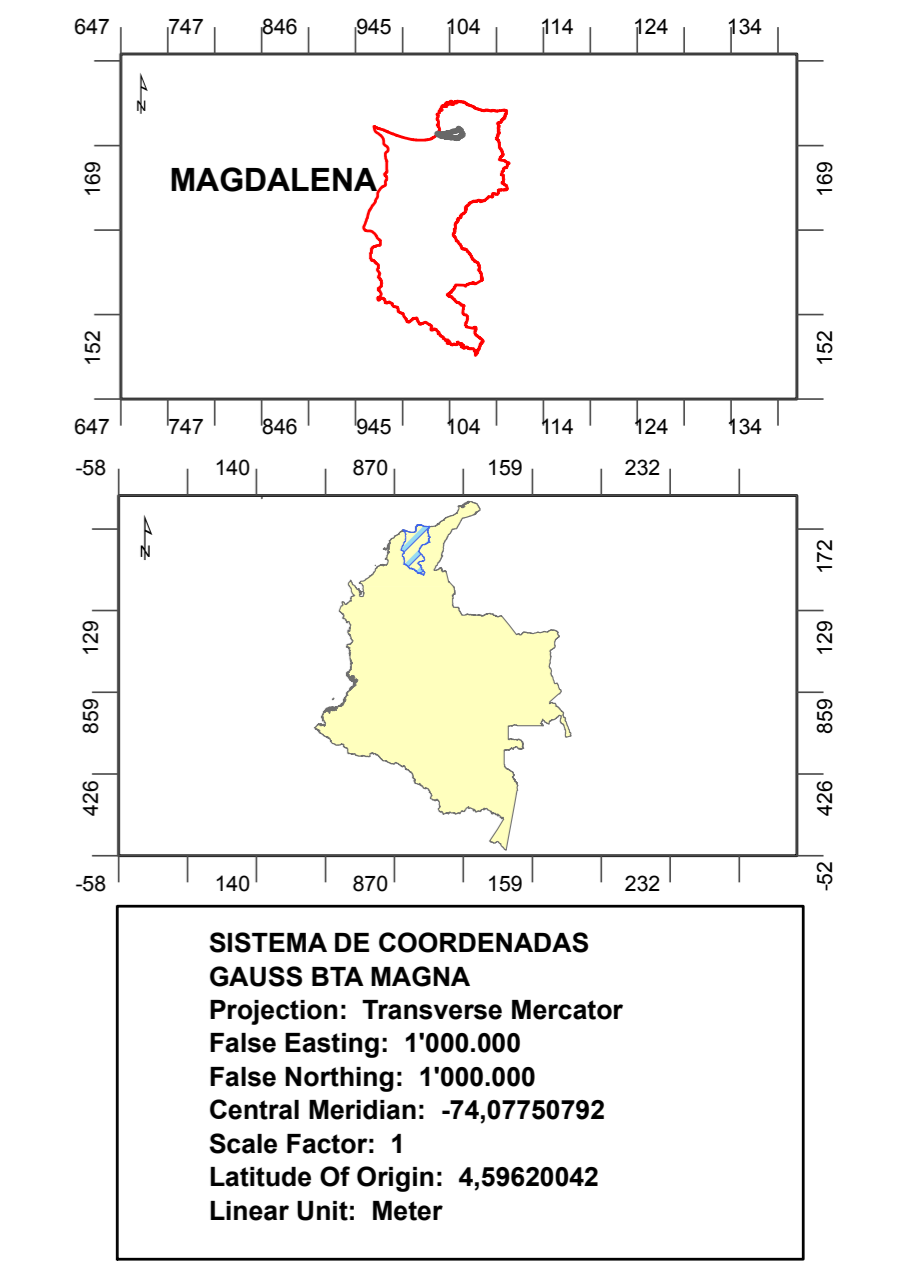 647 747 846 945 104 114 124 134
N
MAGDALENA
169 169
152 152
647 747 846 945 104 114 124 134
-58 140 870 159 232
N
172
129 129
859 859
426 426
-52
-58 140 870 159 232
SISTEMA DE COORDENADAS
GAUSS BTA MAGNA
Projection: Transverse Mercator
False Easting: 1'000.000
False Northing: 1'000.000
Central Meridian: -74,07750792
Scale Factor: 1
Latitude Of Origin: 4,59620042
Linear Unit: Meter